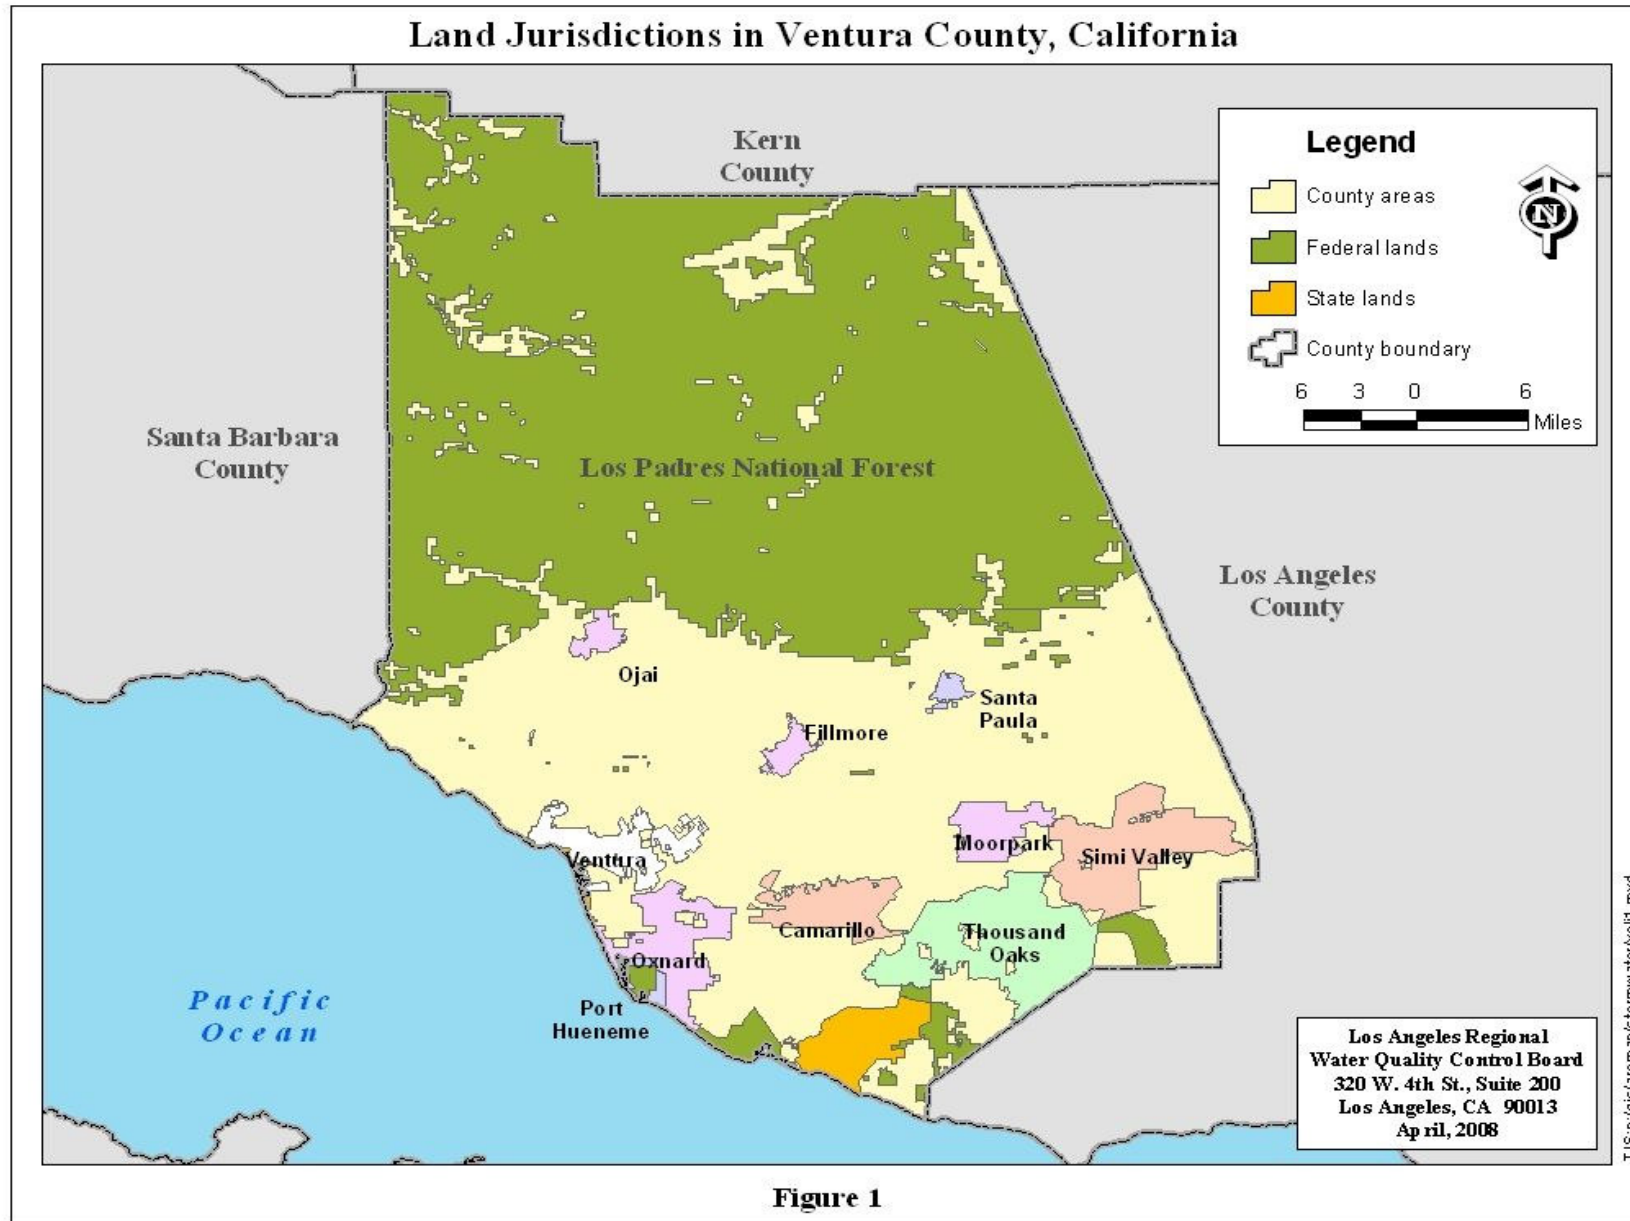 Land Jurisdictions in Ventura County, California
Kern
County
Legend
N
County areas
Federal lands
State lands
County boundary
6 3 0 6
Miles
Santa Barbara
County
Los Padres National Forest
Los Angeles
County
Ojai
Santa
Paula
Fillmore
Moorpark
Simi Valley
Ventura
Camarillo
Thousand
Oaks
Oxnard
Port
Hueneme
Pacific
Ocean
Los Angeles Regional
Water Quality Control Board
320 W. 4th St., Suite 200
Los Angeles, CA 90013
April, 2008
Figure 1